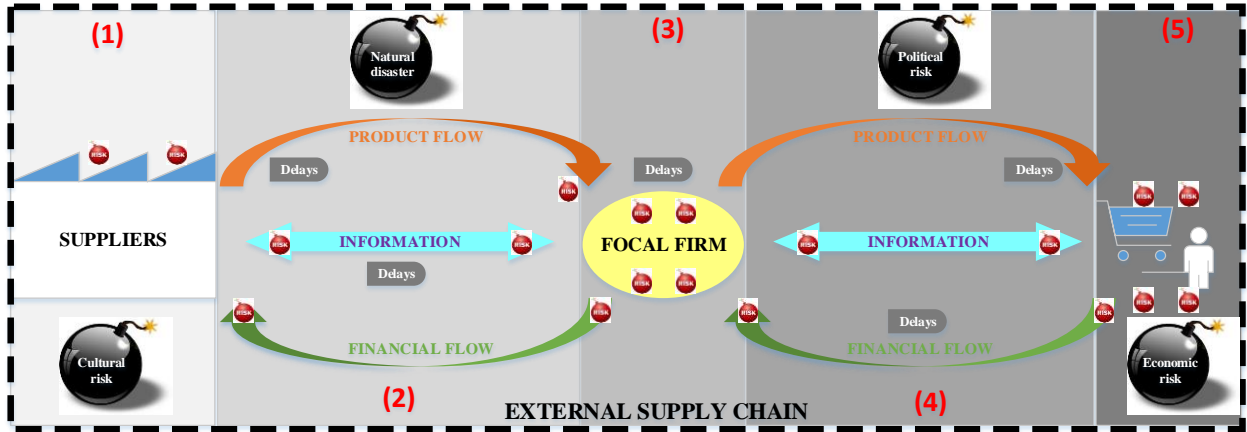 (1)
(3)
(5)
Natural
disaster
Political
risk
PRODUCT FLOW
PRODUCT FLOW
RISK
RISK
Delays
Delays
Delays
RISK
RISK
RISK
RISK
RISK
SUPPLIERS
RISK
INFORMATION
RISK
FOCAL FIRM
RISK
INFORMATION
RISK
Delays
RISK
RISK
RISK
RISK
RISK
RISK
RISK
RISK
RISK
Delays
FINANCIAL FLOW
FINANCIAL FLOW
Cultural
risk
Economic
risk
(2)
(4)
EXTERNAL SUPPLY CHAIN